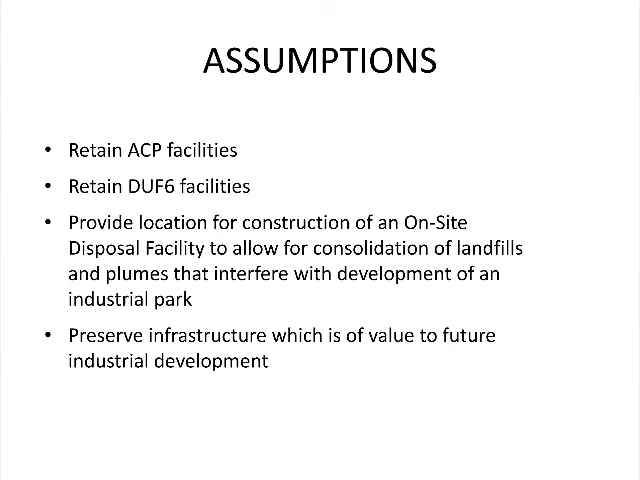 ASSUMPTIONS
• Retain ACP facilities
• Retain DUF6 facilities
• Provide location for construction of an On-Site
Disposal Facility to allow for consolidation of landfills
and plumes that interfere with development of an
industrial park
• Preserve infrastructure which is of value to future
industrial development